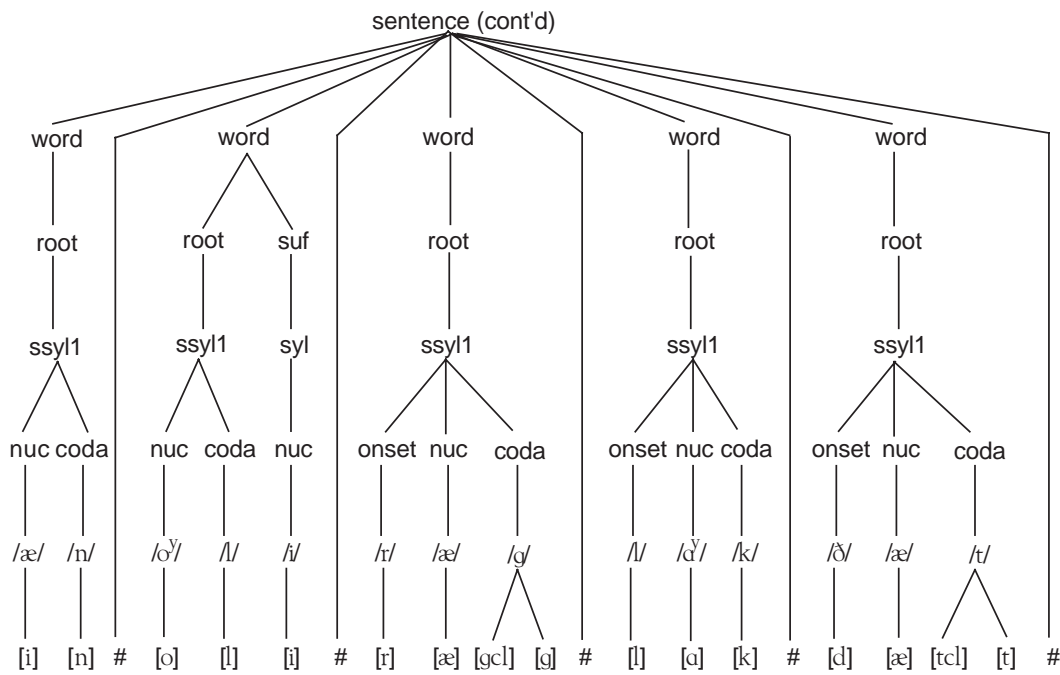 sentence (cont'd)
word word word word word
root root suf root root root
ssyl1 ssyl1 syl ssyl1 ssyl1 ssyl1
nuc coda nuc coda nuc onset nuc coda onset nuc coda onset nuc coda
/æ/ /n/ /oʸ/ /l/ /i/ /r/ /æ/ /g/ /l/ /ɑʸ/ /k/ /ð/ /æ/ /t/
[i] [n] # [o] [l] [i] # [r] [æ] [gcl] [g] # [l] [ɑ] [k] # [d] [æ] [tcl] [t] #